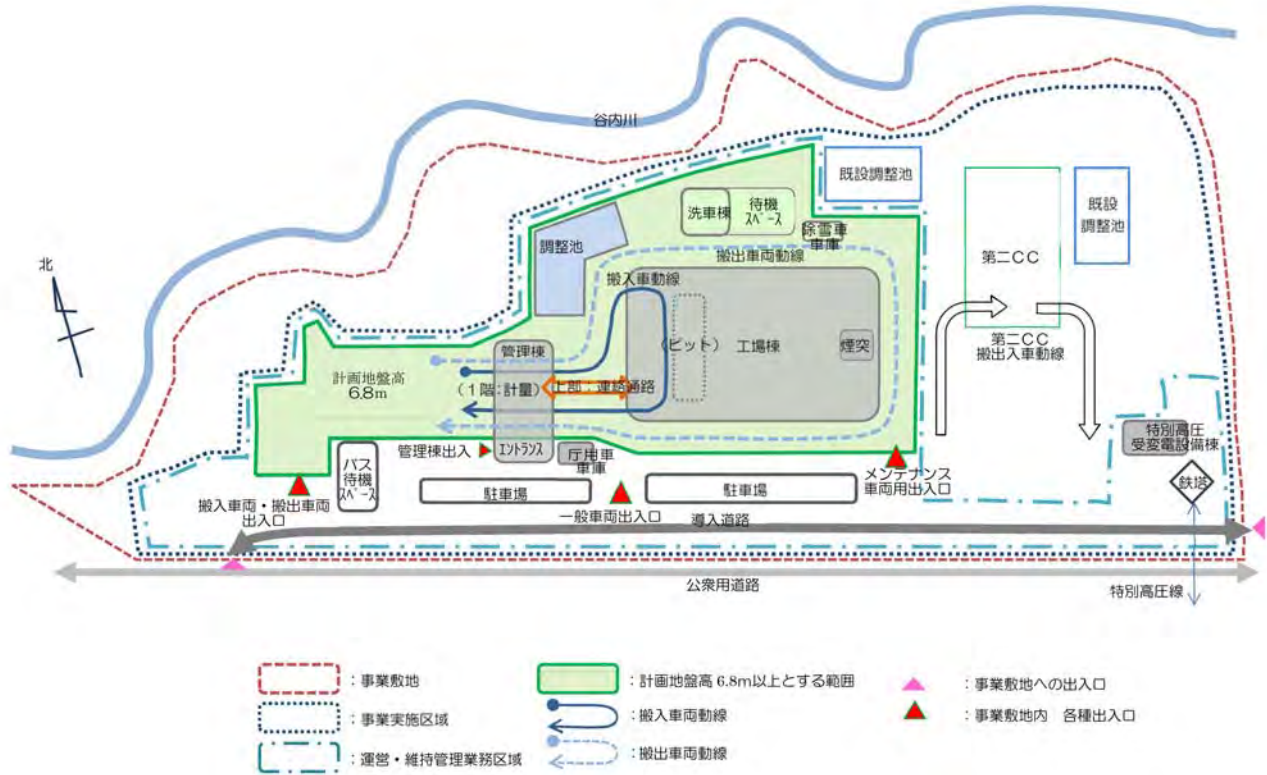 谷内川
北
既設調整池
洗車棟
待機
スペース
除雪車
車庫
既設
調整池
調整池
搬出車両動線
搬入車動線
第二CC
第二CC
搬出入車動線
管理棟
(ピット)
工場棟
煙突
計画地盤高
6.8m
(1階:計量)
上部:連絡通路
管理棟出入
エントランス
庁用車
車庫
バス
待機
スペース
特別高圧
受変電設備棟
鉄塔
メンテナンス
車両用出入口
駐車場
駐車場
搬入車両・搬出車両
出入口
一般車両出入口
導入道路
公衆用道路
特別高圧線
:事業敷地
:計画地盤高 6.8m以上とする範囲
:事業敷地への出入口
:事業実施区域
:搬入車両動線
:事業敷地内 各種出入口
:運営・維持管理業務区域
:搬出車両動線